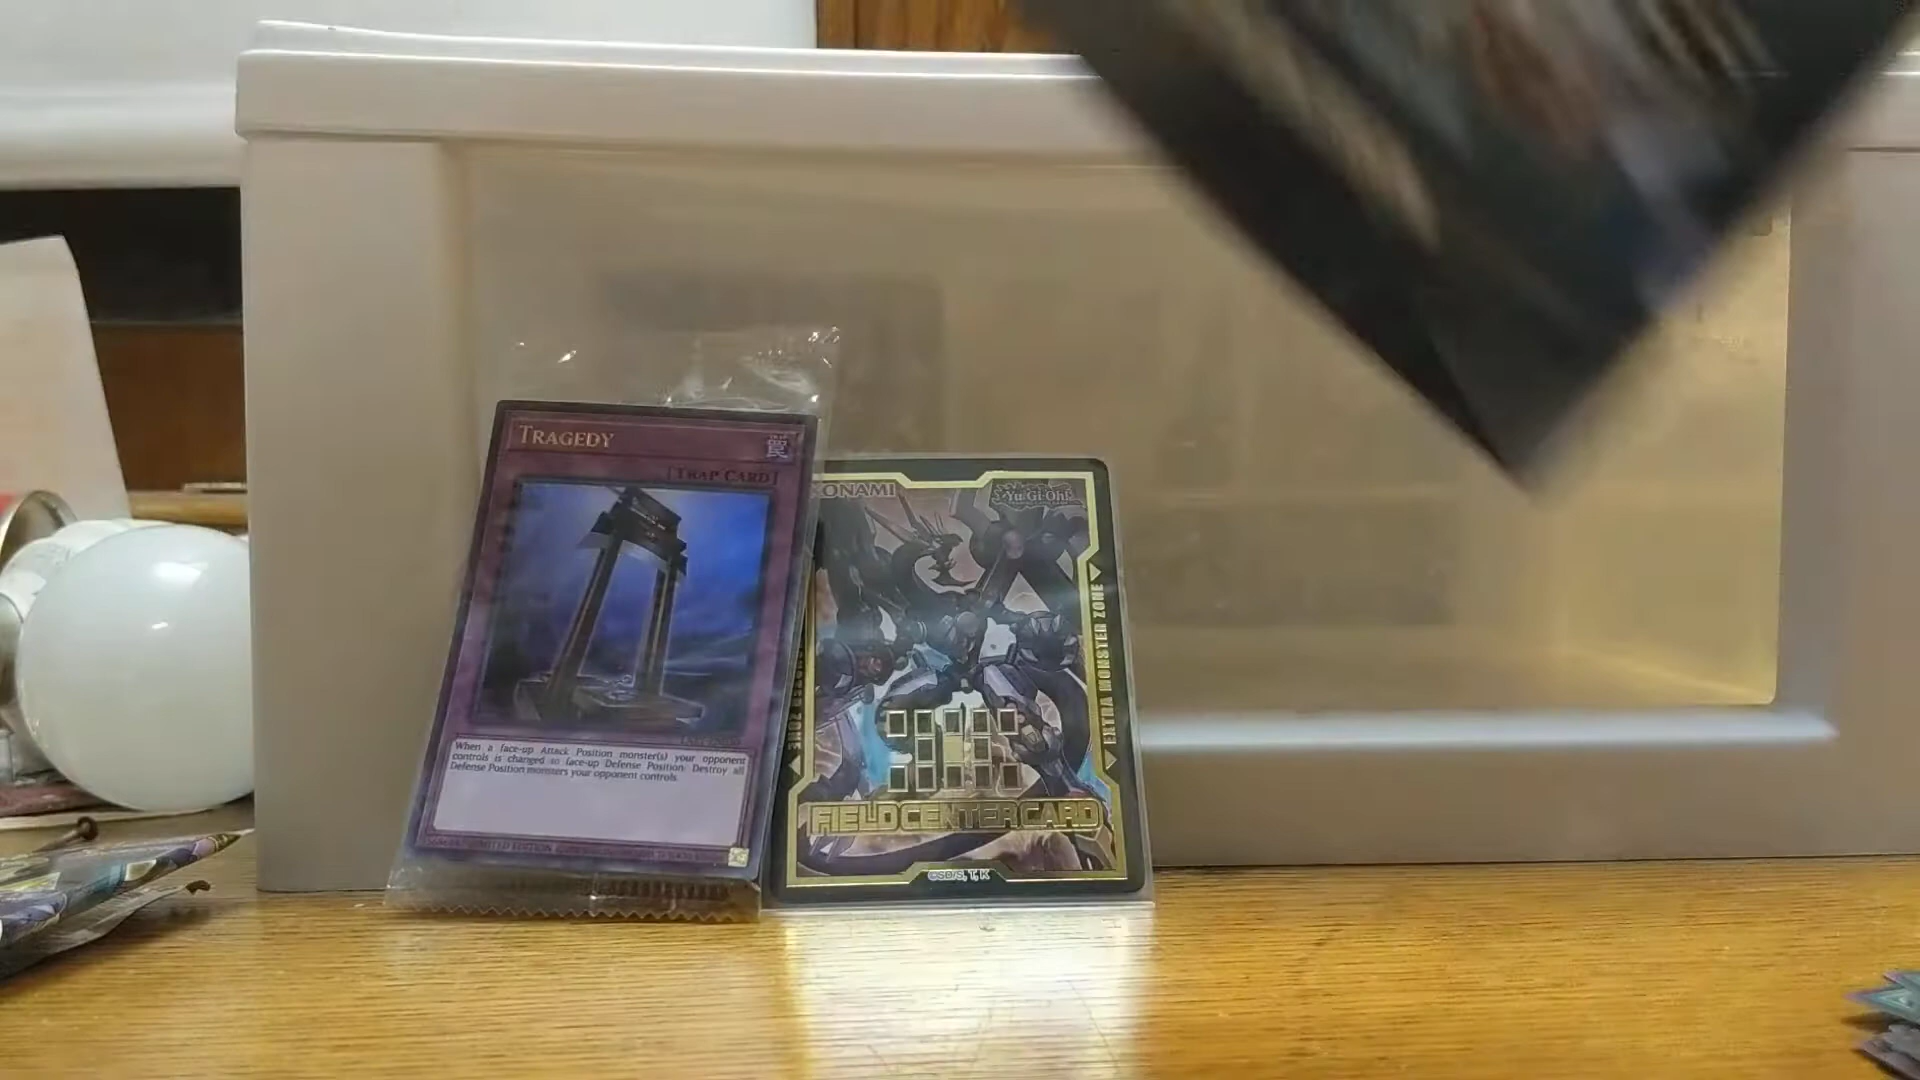 TRAGEDY
[TRAP CARD]
When a face-up Attack Position monster(s) your opponent
controls is changed to face-up Defense Position: Destroy all
Defense Position monsters your opponent controls.
LIMITED EDITION
KONAMI
Yu-Gi-Oh!
EXTRA MONSTER ZONE
FIELD CENTER CARD
©SD/S, T, K